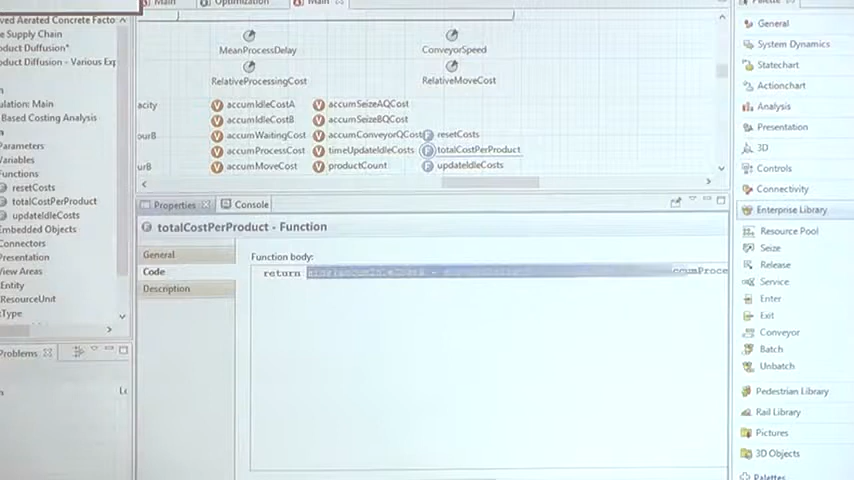 Main
Optimization
Main
Palette
ved Aerated Concrete Facto
e Supply Chain
oduct Duffusion*
oduct Diffusion - Various Exp
ulation: Main
Based Costing Analysis
Parameters
Variables
Functions
resetCosts
totalCostPerProduct
updateIdleCosts
Embedded Objects
Connectors
Presentation
View Areas
Entity
ResourceUnit
Type
Problems
MeanProcessDelay
ConveyorSpeed
RelativeProcessingCost
RelativeMoveCost
acity
accumIdleCostA
accumSeizeAQCost
accumIdleCostB
accumSeizeBQCost
ourB
accumWaitingCost
accumConveyorQCost
resetCosts
accumProcessCost
timeUpdateIdleCosts
totalCostPerProduct
urB
accumMoveCost
productCount
updateIdleCosts
Properties
Console
totalCostPerProduct - Function
General
Code
Description
Function body:
return
ccumProce
General
System Dynamics
Statechart
Actionchart
Analysis
Presentation
3D
Controls
Connectivity
Enterprise Library
Resource Pool
Seize
Release
Service
Enter
Exit
Conveyor
Batch
Unbatch
Pedestrian Library
Rail Library
Pictures
3D Objects
Palettes